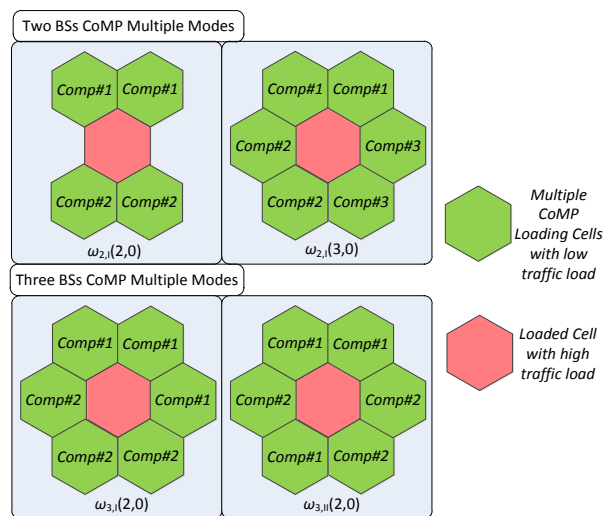 Two BSs CoMP Multiple Modes
Comp#1 Comp#1
Comp#2 Comp#2
ω2,I(2,0)
Comp#1 Comp#1
Comp#2 Comp#3
Comp#2 Comp#3
ω2,I(3,0)
Three BSs CoMP Multiple Modes
Comp#1 Comp#1
Comp#2 Comp#1
Comp#2 Comp#2
ω3,I(2,0)
Comp#1 Comp#1
Comp#2 Comp#2
Comp#1 Comp#2
ω3,II(2,0)
Multiple
CoMP
Loading Cells
with low
traffic load
Loaded Cell
with high
traffic load